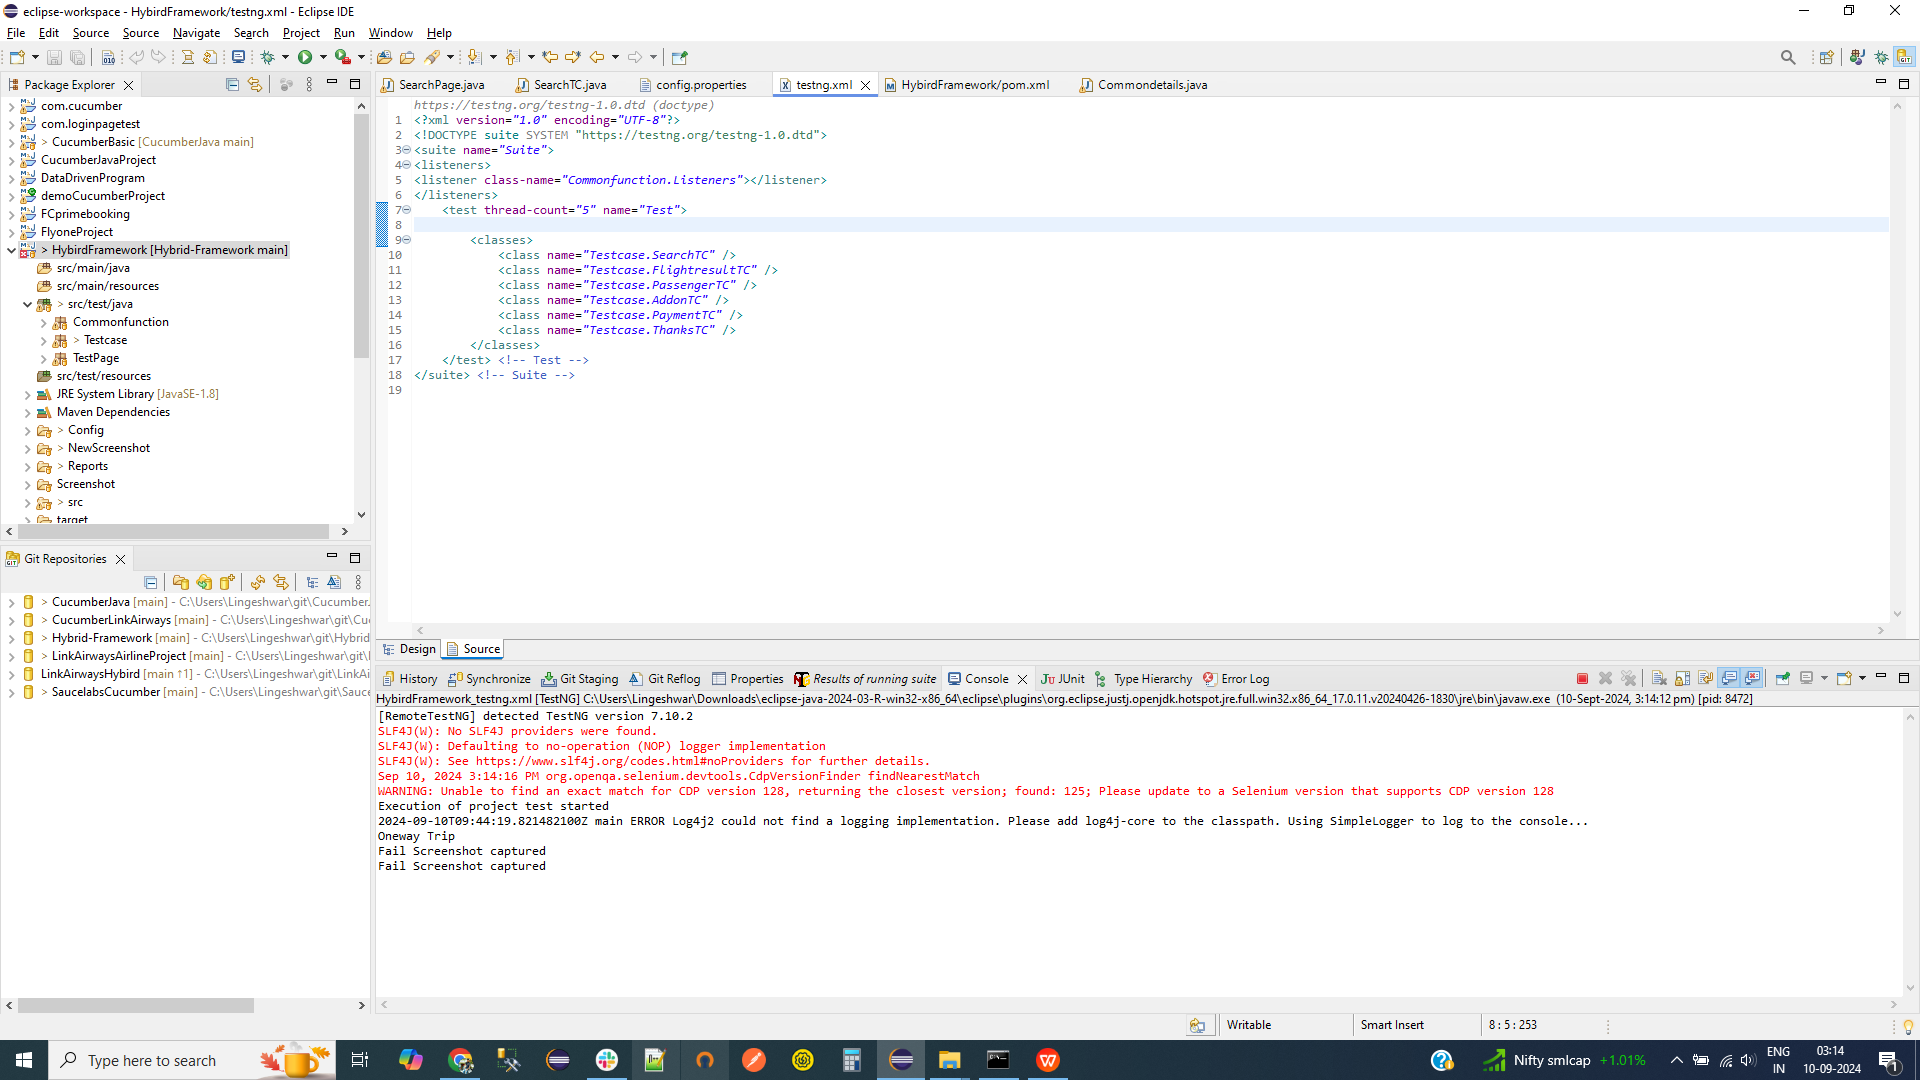 eclipse-workspace - HybirdFramework/testng.xml - Eclipse IDE
File Edit Source Source Navigate Search Project Run Window Help
Package Explorer
com.cucumber
com.loginpagetest
> CucumberBasic [CucumberJava main]
CucumberJavaProject
DataDrivenProgram
demoCucumberProject
FCprimebooking
FlyoneProject
> HybirdFramework [Hybrid-Framework main]
src/main/java
src/main/resources
> src/test/java
Commonfunction
> Testcase
TestPage
src/test/resources
JRE System Library [JavaSE-1.8]
Maven Dependencies
> Config
> NewScreenshot
> Reports
Screenshot
> src
target
Git Repositories
> CucumberJava [main] - C:\Users\Lingeshwar\git\Cucumber.
> CucumberLinkAirways [main] - C:\Users\Lingeshwar\git\Cu
> Hybrid-Framework [main] - C:\Users\Lingeshwar\git\Hybrid
> LinkAirwaysAirlineProject [main] - C:\Users\Lingeshwar\git\l
LinkAirwaysHybird [main ↑1] - C:\Users\Lingeshwar\git\LinkAi
> SaucelabsCucumber [main] - C:\Users\Lingeshwar\git\Sauce
SearchPage.java SearchTC.java config.properties testng.xml HybirdFramework/pom.xml Commondetails.java
https://testng.org/testng-1.0.dtd (doctype)
1 <?xml version="1.0" encoding="UTF-8"?>
2 <!DOCTYPE suite SYSTEM "https://testng.org/testng-1.0.dtd">
3 <suite name="Suite">
4 <listeners>
5 <listener class-name="Commonfunction.Listeners"></listener>
6 </listeners>
7 <test thread-count="5" name="Test">
8
9 <classes>
10 <class name="Testcase.SearchTC" />
11 <class name="Testcase.FlightresultTC" />
12 <class name="Testcase.PassengerTC" />
13 <class name="Testcase.AddonTC" />
14 <class name="Testcase.PaymentTC" />
15 <class name="Testcase.ThanksTC" />
16 </classes>
17 </test> <!-- Test -->
18 </suite> <!-- Suite -->
19
Design Source
History Synchronize Git Staging Git Reflog Properties Results of running suite Console JUnit Type Hierarchy Error Log
HybirdFramework_testng.xml [TestNG] C:\Users\Lingeshwar\Downloads\eclipse-java-2024-03-R-win32-x86_64\eclipse\plugins\org.eclipse.justj.openjdk.hotspot.jre.full.win32.x86_64_17.0.11.v20240426-1830\jre\bin\javaw.exe (10-Sept-2024, 3:14:12 pm) [pid: 8472]
[RemoteTestNG] detected TestNG version 7.10.2
SLF4J(W): No SLF4J providers were found.
SLF4J(W): Defaulting to no-operation (NOP) logger implementation
SLF4J(W): See https://www.slf4j.org/codes.html#noProviders for further details.
Sep 10, 2024 3:14:16 PM org.openqa.selenium.devtools.CdpVersionFinder findNearestMatch
WARNING: Unable to find an exact match for CDP version 128, returning the closest version; found: 125; Please update to a Selenium version that supports CDP version 128
Execution of project test started
2024-09-10T09:44:19.821482100Z main ERROR Log4j2 could not find a logging implementation. Please add log4j-core to the classpath. Using SimpleLogger to log to the console...
Oneway Trip
Fail Screenshot captured
Fail Screenshot captured
Writable Smart Insert 8 : 5 : 253
Type here to search
Nifty smlcap +1.01%
ENG
IN
03:14
10-09-2024
1